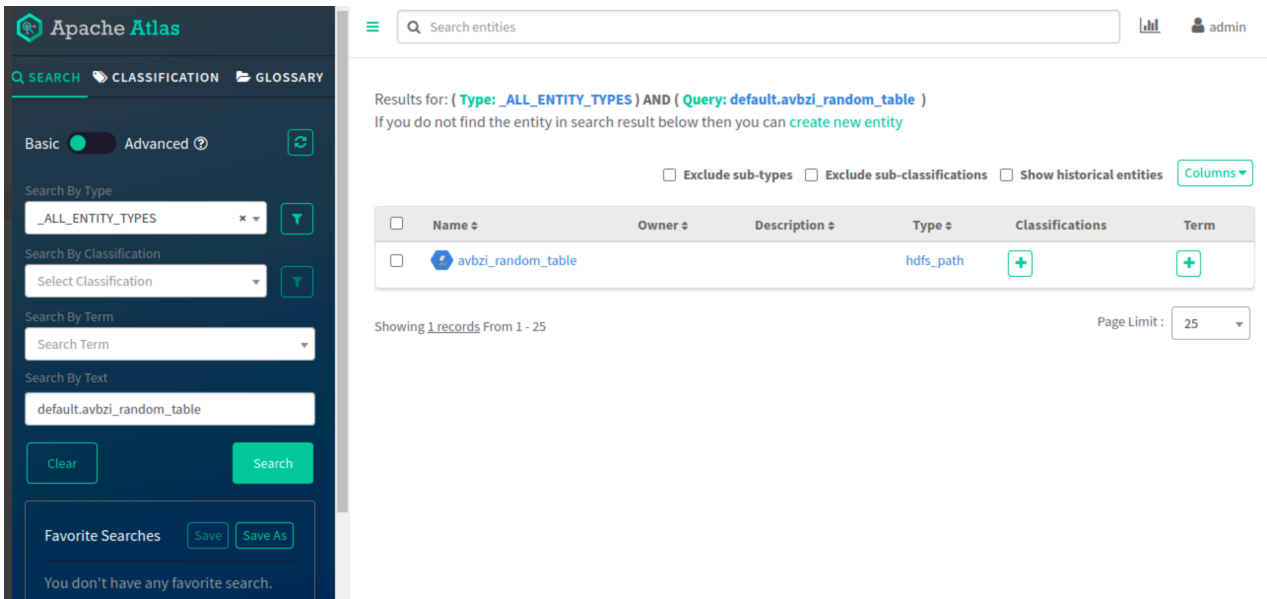 Apache Atlas
SEARCH CLASSIFICATION GLOSSARY
Basic Advanced
Search By Type
_ALL_ENTITY_TYPES
Search By Classification
Select Classification
Search By Term
Search Term
Search By Text
default.avbzi_random_table
Clear Search
Favorite Searches Save Save As
You don't have any favorite search.
Search entities
admin
Results for: ( Type: _ALL_ENTITY_TYPES ) AND ( Query: default.avbzi_random_table )
If you do not find the entity in search result below then you can create new entity
Exclude sub-types Exclude sub-classifications Show historical entities Columns
Name Owner Description Type Classifications Term
avbzi_random_table hdfs_path
Showing 1 records From 1 - 25
Page Limit : 25